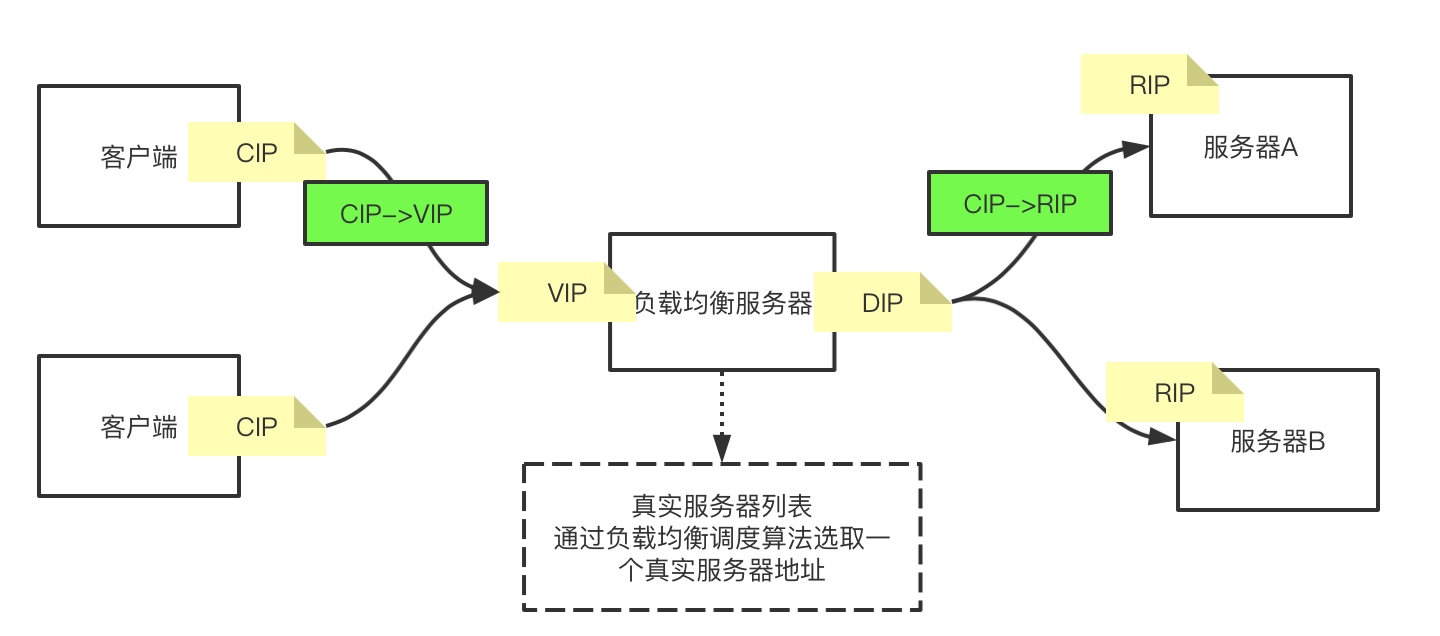 RIP
客户端
CIP
服务器A
CIP->VIP
CIP->RIP
VIP
负载均衡服务器
DIP
客户端
CIP
RIP
服务器B
真实服务器列表
通过负载均衡调度算法选取一
个真实服务器地址